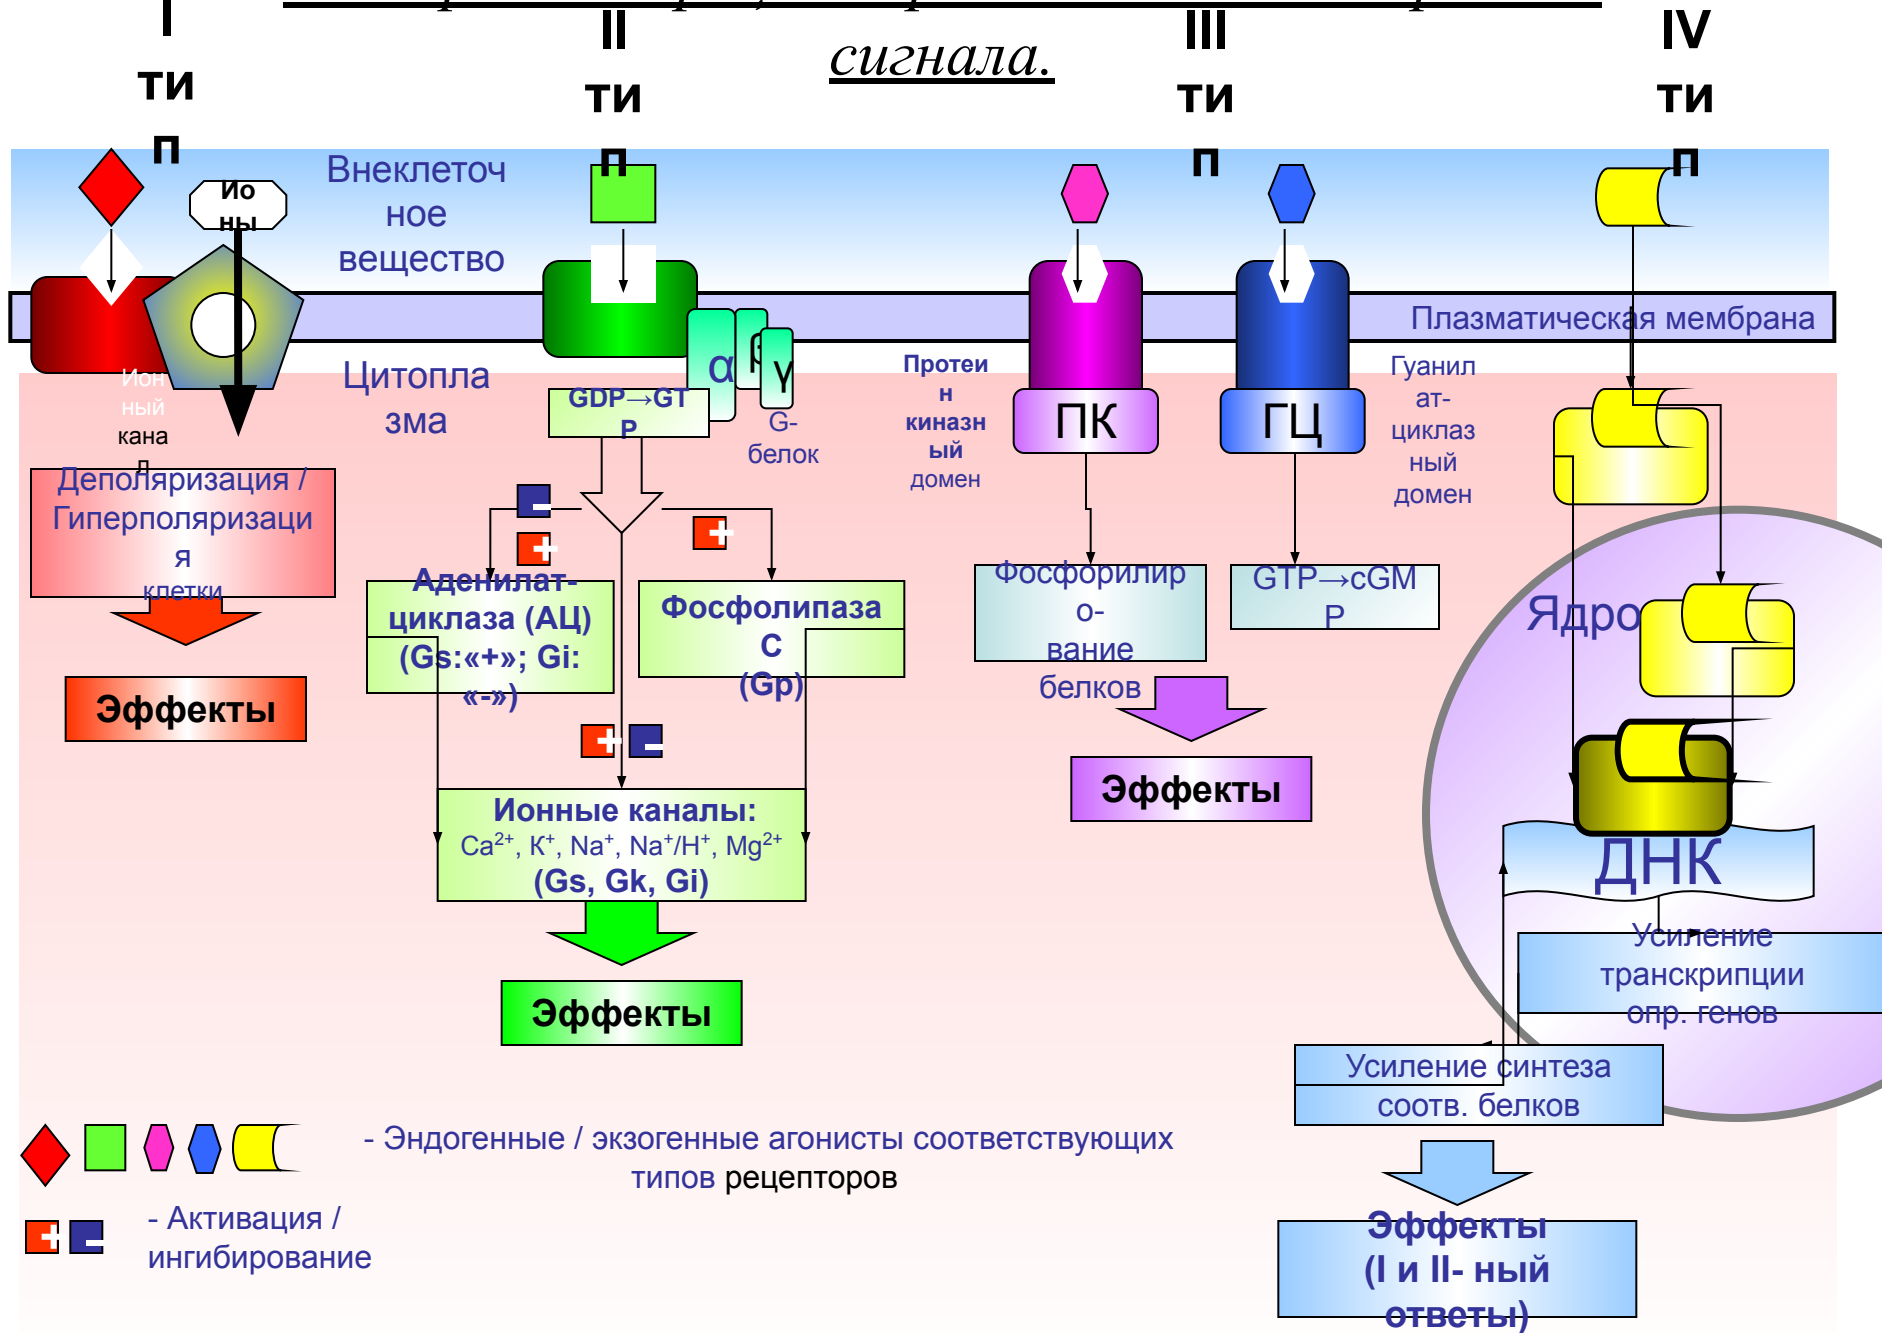 сигнала.
I
ти
п
II
ти
п
III
ти
п
IV
ти
п
Ио
ны
Внеклеточ
ное
вещество
Плазматическая мембрана
Ион
ный
кана
л
Цитопла
зма
α
β
γ
GDP→GT
P
G-
белок
Протеи
н
киназн
ый
домен
ПК
ГЦ
Гуанил
ат-
циклаз
ный
домен
Деполяризация /
Гиперполяризаци
я
клетки
Эффекты
Аденилат-
циклаза (АЦ)
(Gs:«+»; Gi:
«-»)
Фосфолипаза
С
(Gp)
Ионные каналы:
Ca²⁺, К⁺, Na⁺, Na⁺/H⁺, Mg²⁺
(Gs, Gk, Gi)
Эффекты
Фосфорилир
о-
вание
белков
GTP→cGM
P
Эффекты
Ядро
ДНК
Усиление
транскрипции
опр. генов
Усиление синтеза
соотв. белков
Эффекты
(I и II- ный
ответы)
- Эндогенные / экзогенные агонисты соответствующих
типов рецепторов
- Активация /
ингибирование